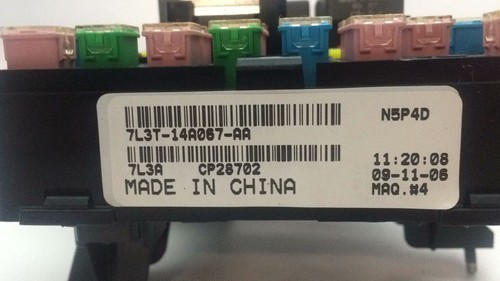 N5P4D
7L3T-14A067-AA
7L3A CP28702
11:20:08
MADE IN CHINA
09-11-06
MAQ.#4